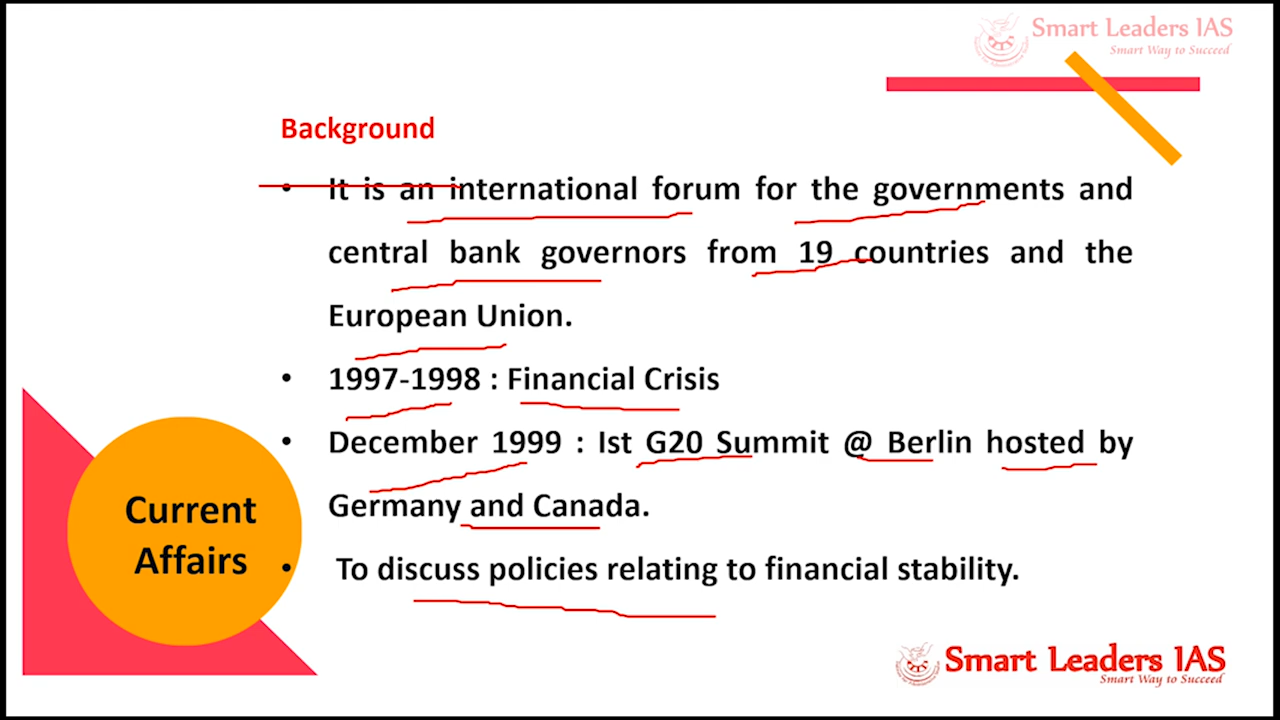 Smart Leaders IAS
Smart Way to Succeed
Background
• It is an international forum for the governments and
central bank governors from 19 countries and the
European Union.
• 1997-1998 : Financial Crisis
• December 1999 : Ist G20 Summit @ Berlin hosted by
Germany and Canada.
• To discuss policies relating to financial stability.
Current
Affairs
Smart Leaders IAS
Smart Way to Succeed